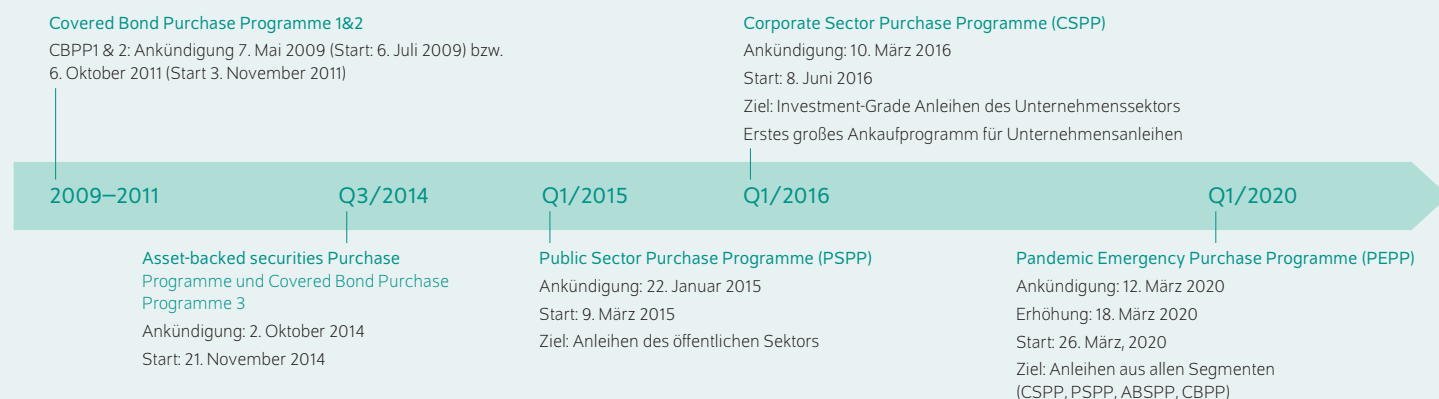 Covered Bond Purchase Programme 1&2
CBPP1 & 2: Ankündigung 7. Mai 2009 (Start: 6. Juli 2009) bzw.
6. Oktober 2011 (Start 3. November 2011)
Corporate Sector Purchase Programme (CSPP)
Ankündigung: 10. März 2016
Start: 8. Juni 2016
Ziel: Investment-Grade Anleihen des Unternehmenssektors
Erstes großes Ankaufprogramm für Unternehmensanleihen
2009–2011
Q3/2014
Q1/2015
Q1/2016
Q1/2020
Asset-backed securities Purchase
Programme und Covered Bond Purchase
Programme 3
Ankündigung: 2. Oktober 2014
Start: 21. November 2014
Public Sector Purchase Programme (PSPP)
Ankündigung: 22. Januar 2015
Start: 9. März 2015
Ziel: Anleihen des öffentlichen Sektors
Pandemic Emergency Purchase Programme (PEPP)
Ankündigung: 12. März 2020
Erhöhung: 18. März 2020
Start: 26. März, 2020
Ziel: Anleihen aus allen Segmenten
(CSPP, PSPP, ABSPP, CBPP)